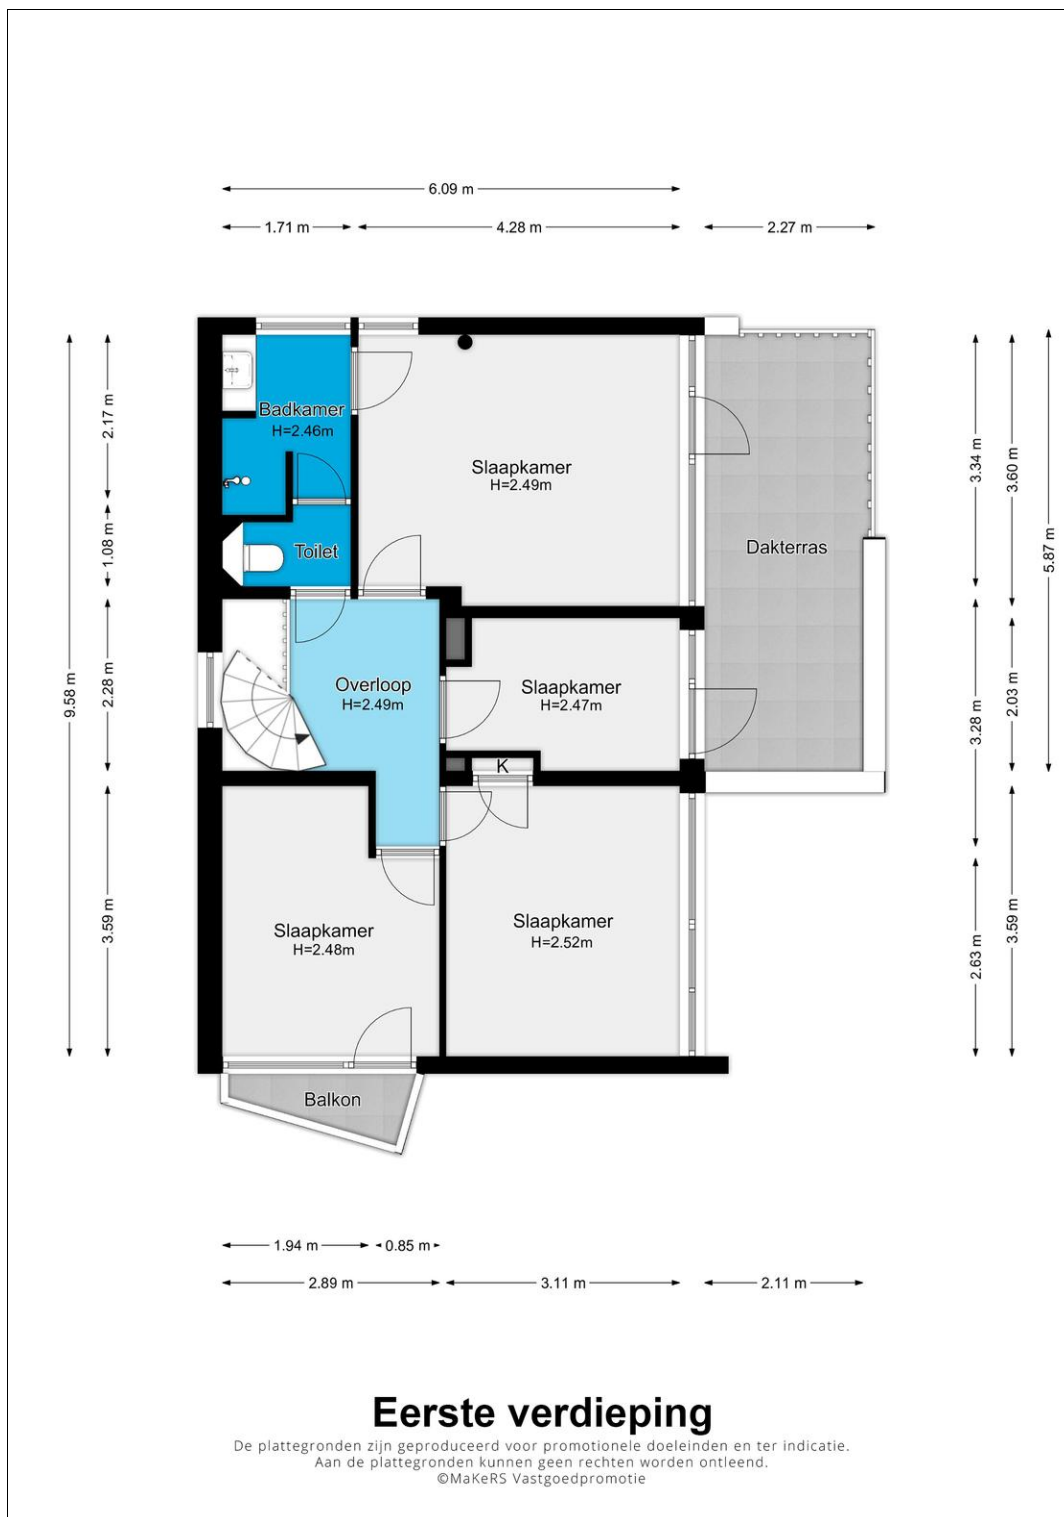 6.09 m
1.71 m
4.28 m
2.27 m
Badkamer
H=2.46m
Slaapkamer
H=2.49m
Toilet
Dakterras
Overloop
H=2.49m
Slaapkamer
H=2.47m
K
Slaapkamer
H=2.48m
Slaapkamer
H=2.52m
Balkon
9.58 m
2.17 m
1.08 m
2.28 m
3.59 m
3.34 m
3.28 m
2.63 m
3.60 m
2.03 m
3.59 m
5.87 m
1.94 m
0.85 m
2.89 m
3.11 m
2.11 m
Eerste verdieping
De plattegronden zijn geproduceerd voor promotionele doeleinden en ter indicatie.
Aan de plattegronden kunnen geen rechten worden ontleend.
©MaKeRS Vastgoedpromotie